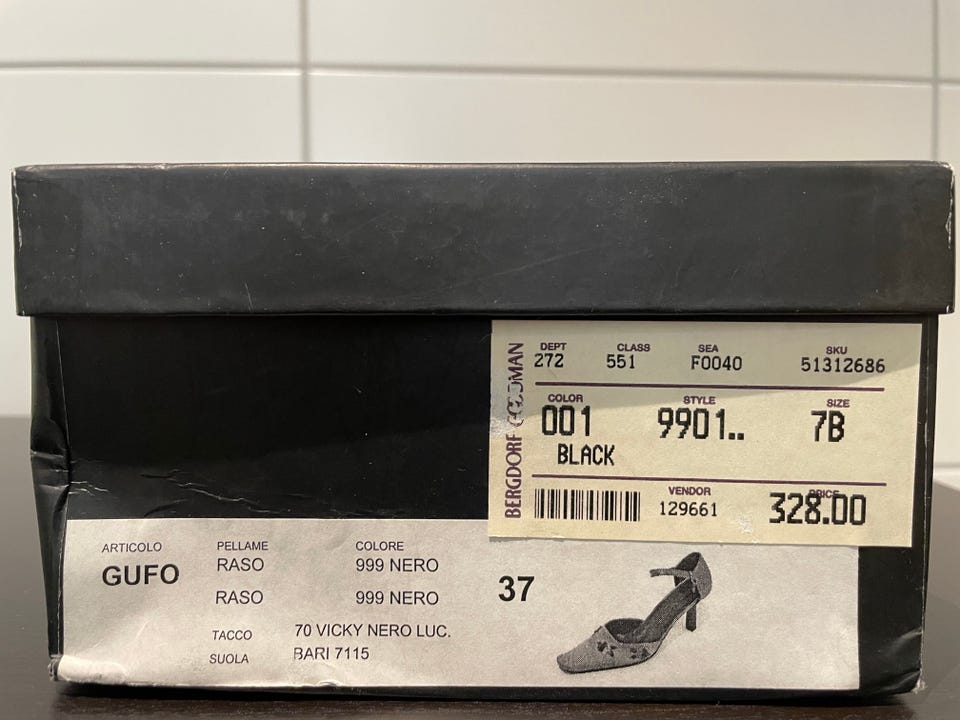 BERGDORF GOODMAN
DEPT CLASS SEA SKU
272 551 F0040 51312686
COLOR STYLE SIZE
001 9901.. 7B
BLACK
VENDOR PRICE
129661 328.00
ARTICOLO PELLAME COLORE
GUFO RASO 999 NERO
37
RASO 999 NERO
TACCO 70 VICKY NERO LUC.
SUOLA BARI 7115